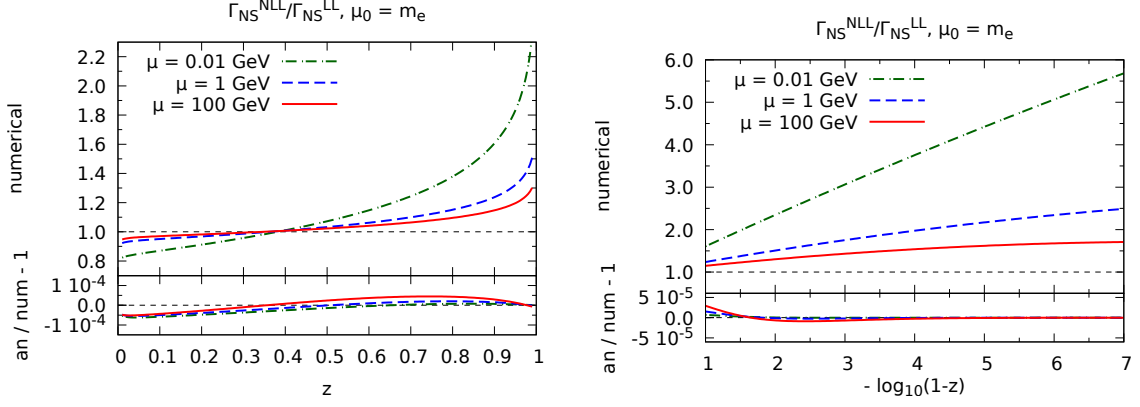 Γ_NS^NLL/Γ_NS^LL, μ_0 = m_e
numerical
2.2
2.0
1.8
1.6
1.4
1.2
1.0
0.8
μ = 0.01 GeV
μ = 1 GeV
μ = 100 GeV
an / num - 1
1 10^-4
0.0
-1 10^-4
0 0.1 0.2 0.3 0.4 0.5 0.6 0.7 0.8 0.9 1
z
Γ_NS^NLL/Γ_NS^LL, μ_0 = m_e
numerical
6.0
5.0
4.0
3.0
2.0
1.0
μ = 0.01 GeV
μ = 1 GeV
μ = 100 GeV
an / num - 1
5 10^-5
0.0
-5 10^-5
1 2 3 4 5 6 7
- log_10(1-z)